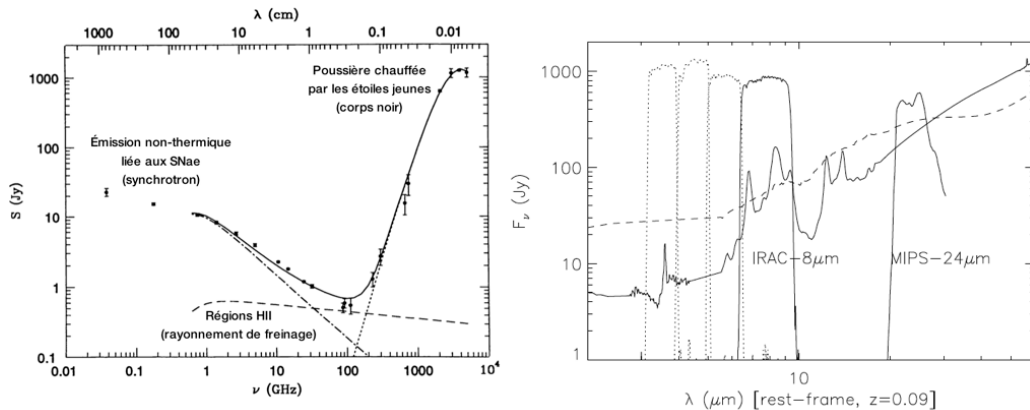 λ (cm)
1000 10 1 0.1 0.01
1000
100
10
1
0.1
S (Jy)
Poussière chauffée
par les étoiles jeunes
(corps noir)
Émission non-thermique
liée aux SNae
(synchrotron)
Régions HII
(rayonnement de freinage)
0.01 0.1 1 10 100 1000 10⁴
ν (GHz)
1000
100
10
1
Fν (Jy)
IRAC-8μm
MIPS-24μm
10
λ (μm) [rest-frame, z=0.09]